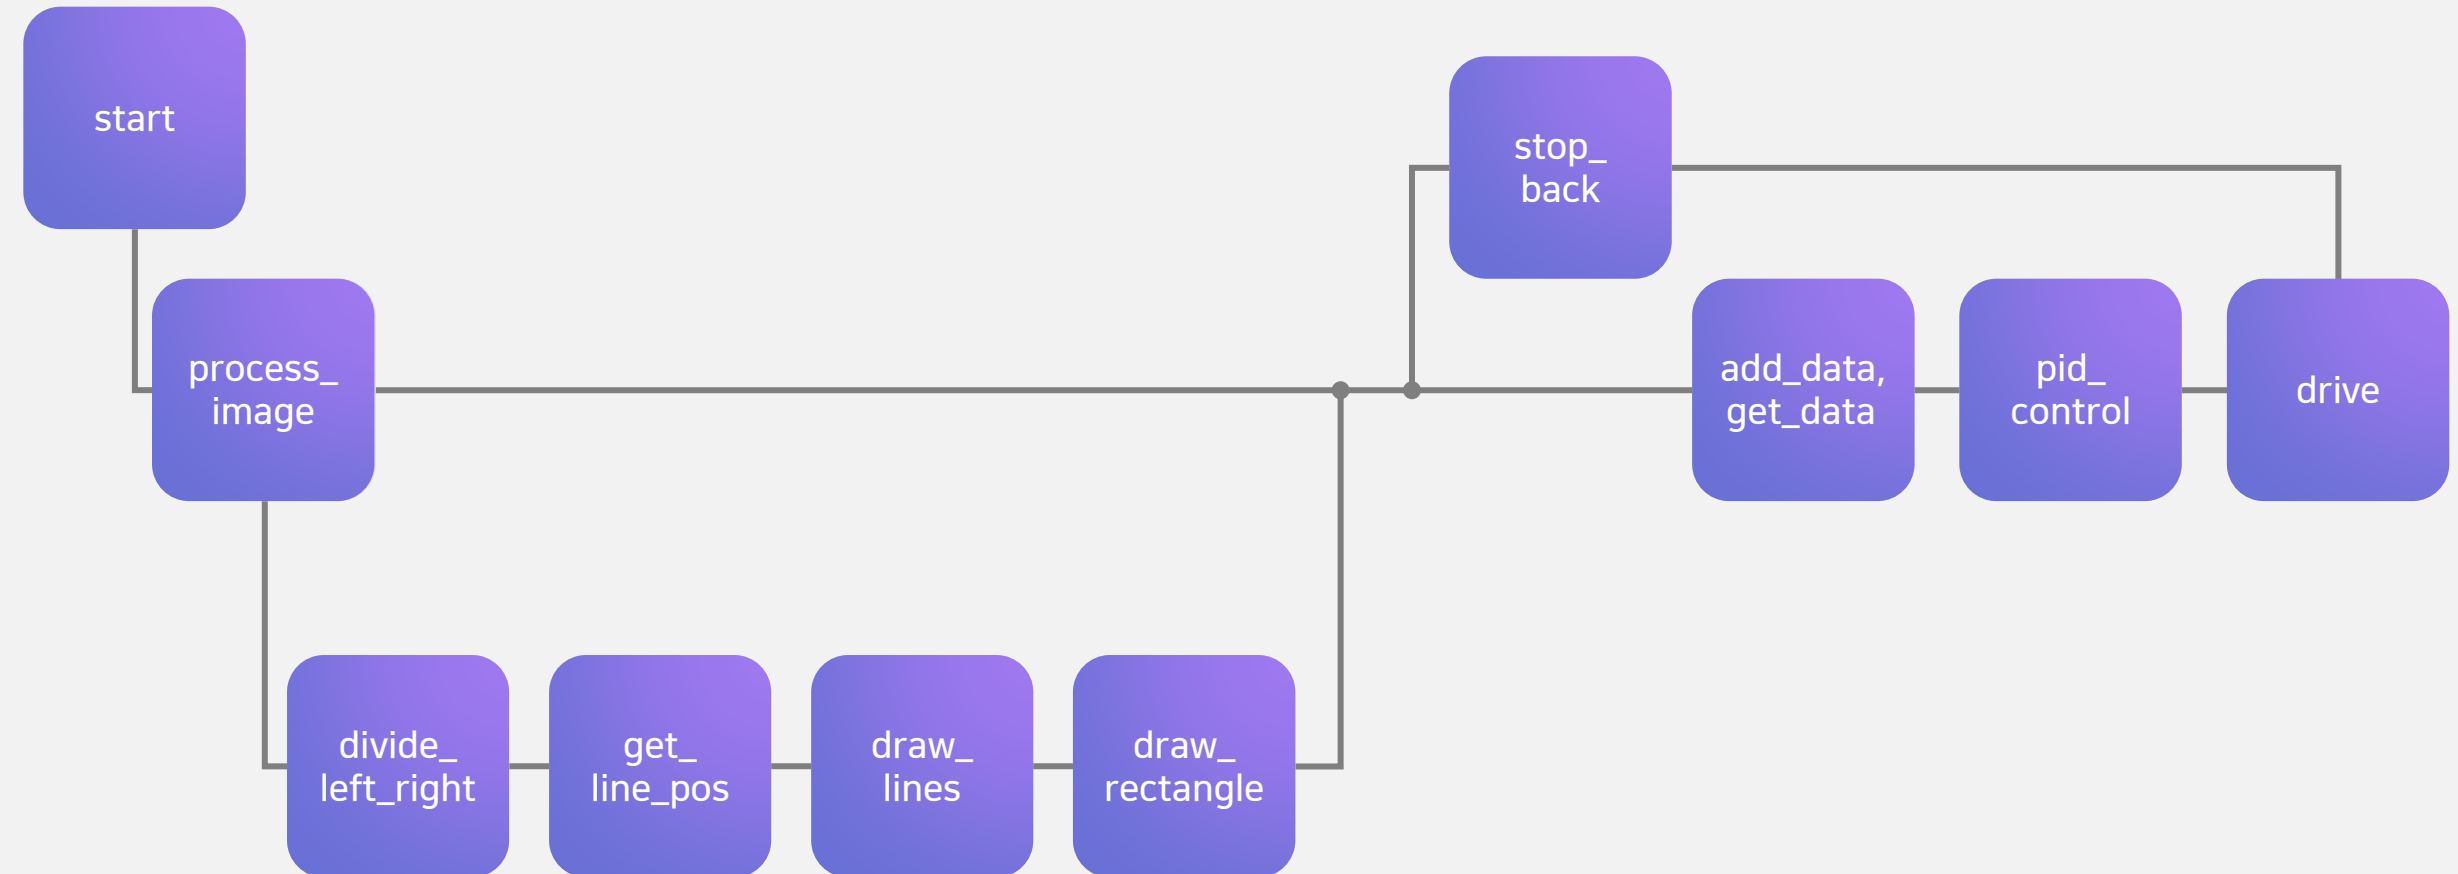 start
stop_
back
process_
image
add_data,
get_data
pid_
control
drive
divide_
left_right
get_
line_pos
draw_
lines
draw_
rectangle